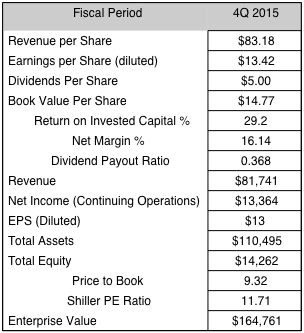 Fiscal Period 4Q 2015
Revenue per Share $83.18
Earnings per Share (diluted) $13.42
Dividends Per Share $5.00
Book Value Per Share $14.77
Return on Invested Capital % 29.2
Net Margin % 16.14
Dividend Payout Ratio 0.368
Revenue $81,741
Net Income (Continuing Operations) $13,364
EPS (Diluted) $13
Total Assets $110,495
Total Equity $14,262
Price to Book 9.32
Shiller PE Ratio 11.71
Enterprise Value $164,761